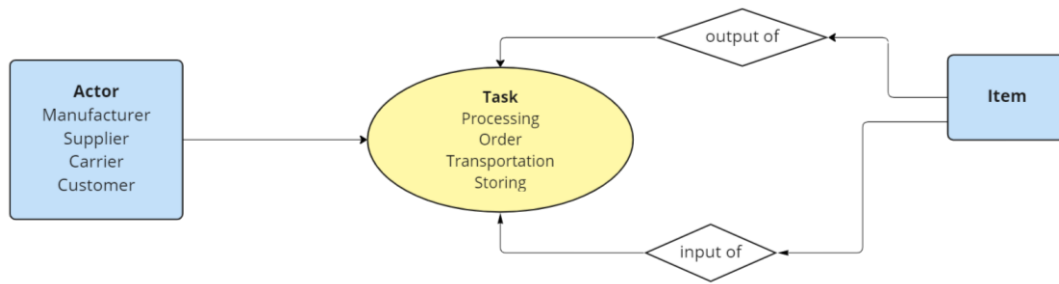 Actor
Manufacturer
Supplier
Carrier
Customer
Task
Processing
Order
Transportation
Storing
output of
input of
Item